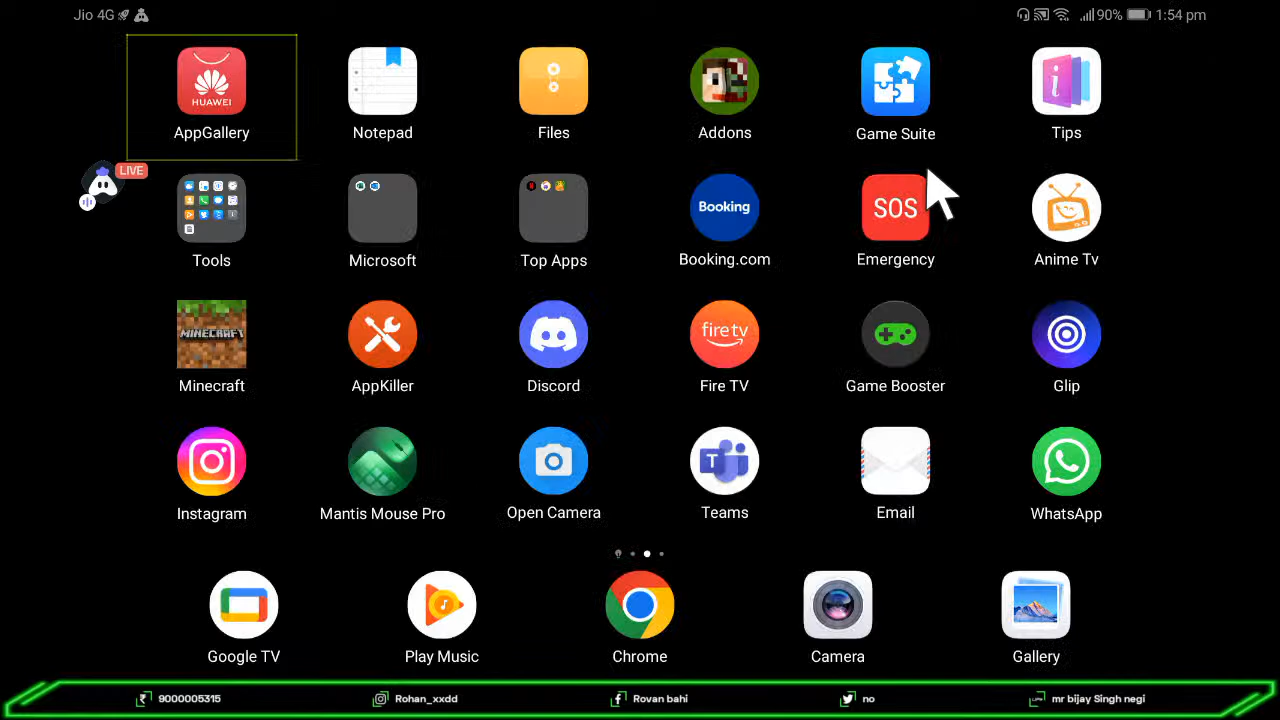 Jio 4G 90% 1:54 pm
HUAWEI
AppGallery Notepad Files Addons Game Suite Tips
LIVE
Booking SOS
Tools Microsoft Top Apps Booking.com Emergency Anime Tv
MINECRAFT fire tv
Minecraft AppKiller Discord Fire TV Game Booster Glip
T
Instagram Mantis Mouse Pro Open Camera Teams Email WhatsApp
Google TV Play Music Chrome Camera Gallery
₹ 9000005315 Rohan_xxdd Rovan bahi no mr bijay Singh negi